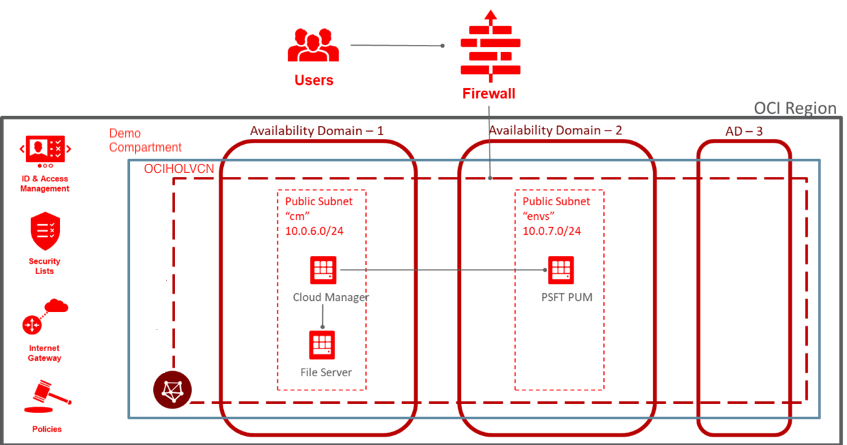 Users
Firewall
OCI Region
Demo
Compartment
Availability Domain – 1
Availability Domain – 2
AD – 3
OCIHOLVCN
ID & Access
Management
Security
Lists
Internet
Gateway
Policies
Public Subnet
“cm”
10.0.6.0/24
Cloud Manager
File Server
Public Subnet
“envs”
10.0.7.0/24
PSFT PUM